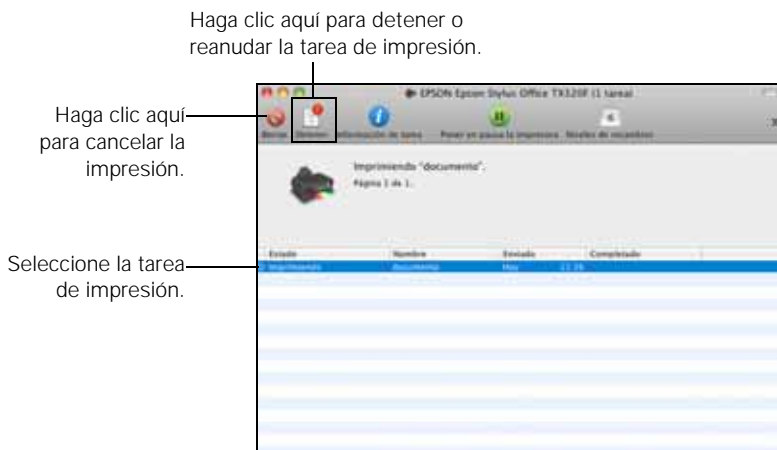 Haga clic aquí para detener o
reanudar la tarea de impresión.
Haga clic aquí
para cancelar la
impresión.
Seleccione la tarea
de impresión.
EPSON Epson Stylus Office TX320F (1 tarea)
Borrar Detener Información de tarea Poner en pausa la impresora Niveles de recambios
Imprimiendo "documento".
Página 1 de 1.
Estado Nombre Enviado Completado
Imprimiendo documento Hoy